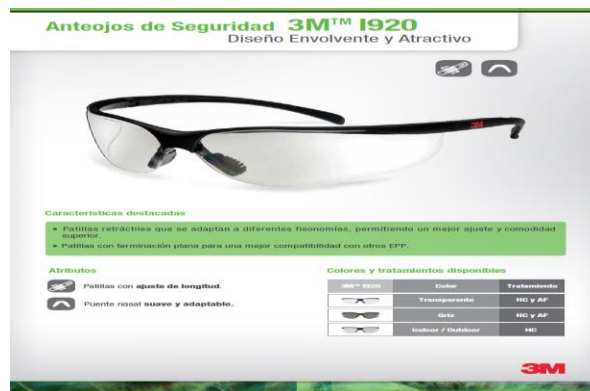 Anteojos de Seguridad 3M™ I920
Diseño Envolvente y Atractivo
3M
Características destacadas
• Patillas retráctiles que se adaptan a diferentes fisonomías, permitiendo un mejor ajuste y comodidad
superior.
• Patillas con terminación plana para una mejor compatibilidad con otros EPP.
Atributos
Patillas con ajuste de longitud.
Puente nasal suave y adaptable.
Colores y tratamientos disponibles
3M™ I920 Color Tratamiento
Transparente HC y AF
Gris HC y AF
Indoor / Outdoor HC
3M